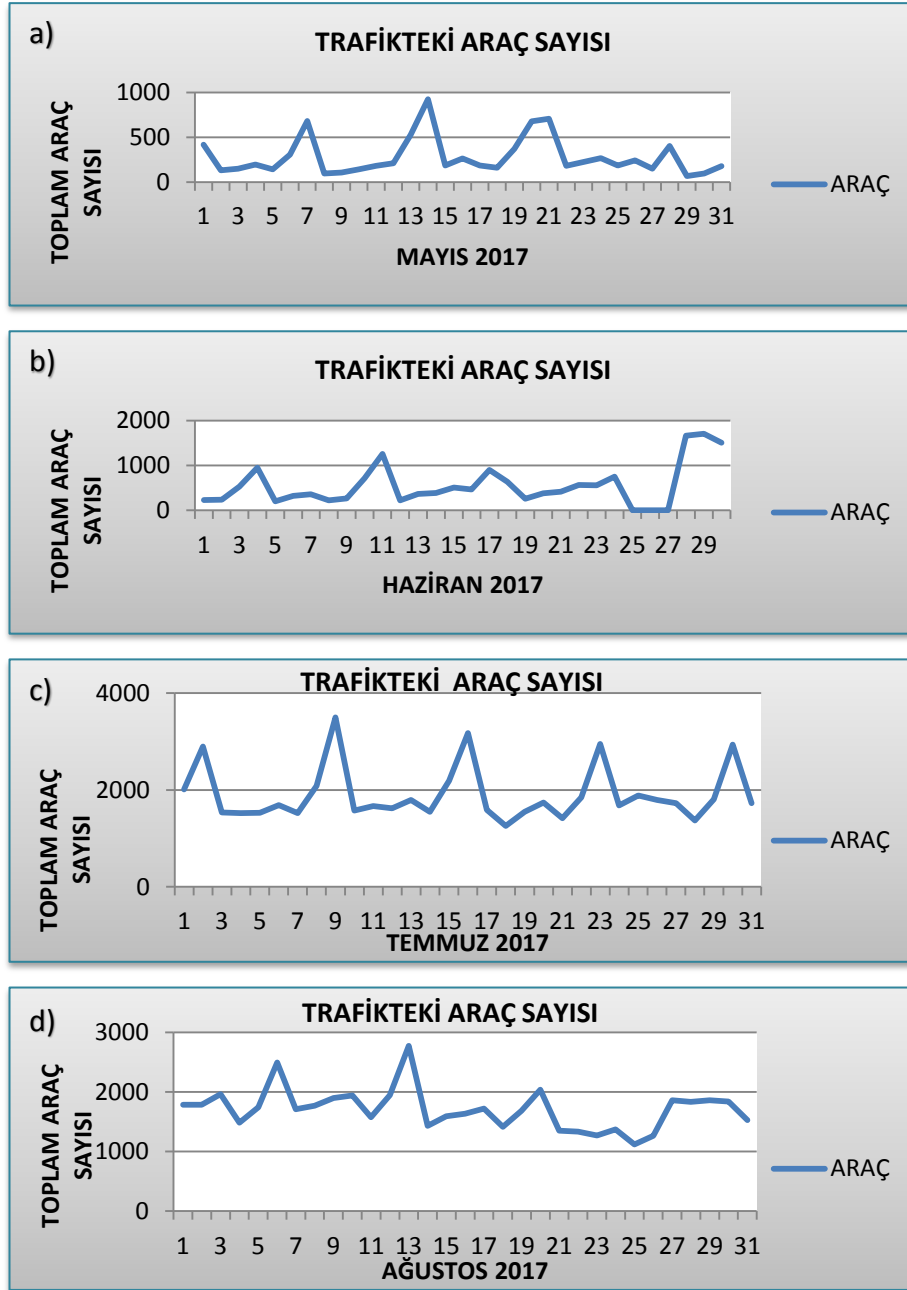 a)
TRAFİKTEKİ ARAÇ SAYISI
TOPLAM ARAÇ
SAYISI
1000
500
0
1 3 5 7 9 11 13 15 17 19 21 23 25 27 29 31
MAYIS 2017
ARAÇ
b)
TRAFİKTEKİ ARAÇ SAYISI
TOPLAM ARAÇ
SAYISI
2000
1000
0
1 3 5 7 9 11 13 15 17 19 21 23 25 27 29
HAZİRAN 2017
ARAÇ
c)
TRAFİKTEKİ ARAÇ SAYISI
TOPLAM ARAÇ
SAYISI
4000
2000
0
1 3 5 7 9 11 13 15 17 19 21 23 25 27 29 31
TEMMUZ 2017
ARAÇ
d)
TRAFİKTEKİ ARAÇ SAYISI
TOPLAM ARAÇ
SAYISI
3000
2000
1000
0
1 3 5 7 9 11 13 15 17 19 21 23 25 27 29 31
AĞUSTOS 2017
ARAÇ